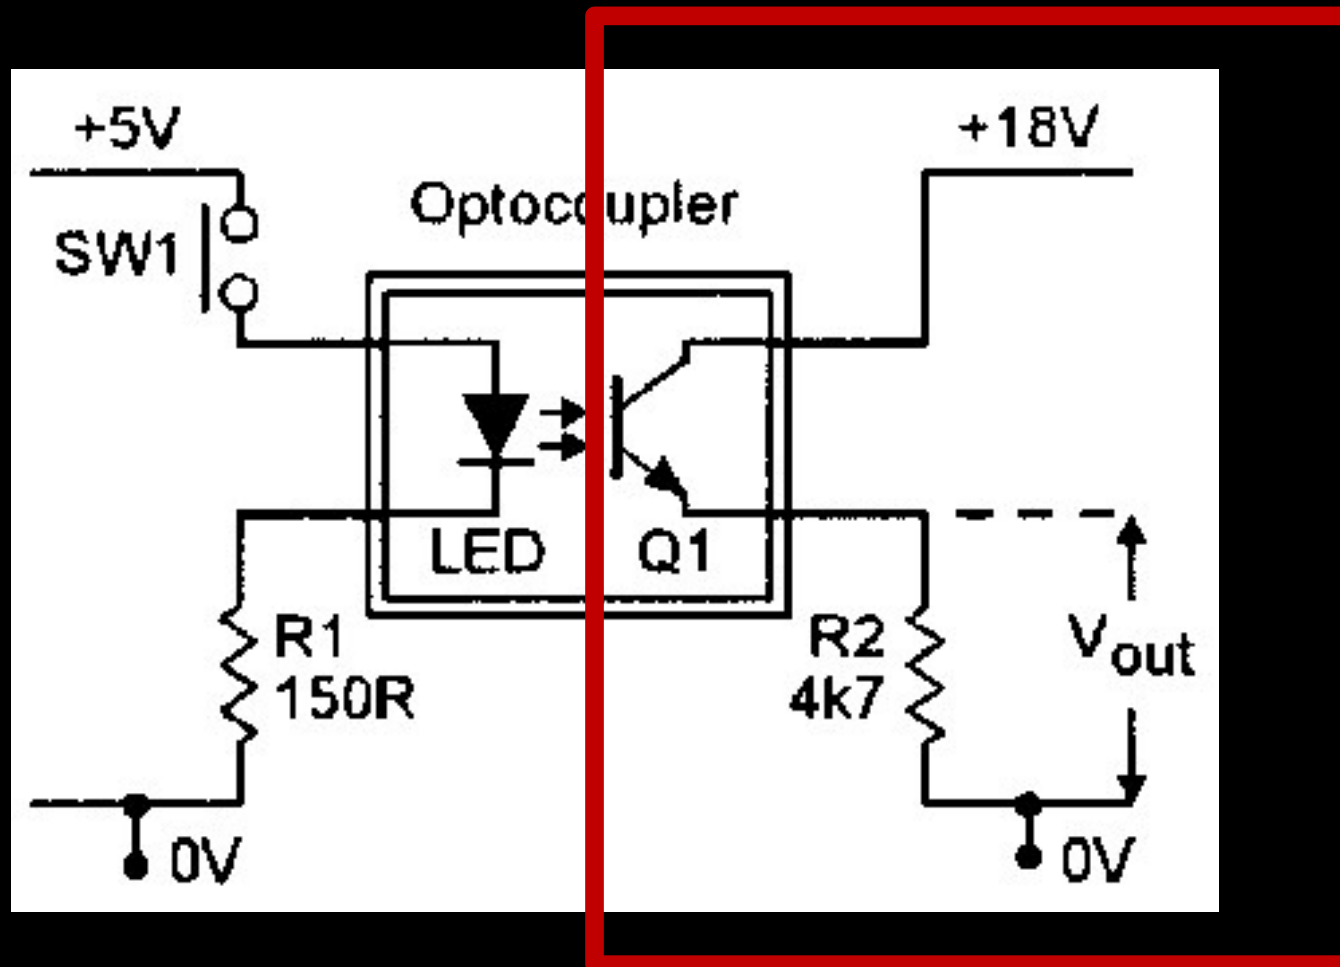 +5V
+18V
Optocoupler
SW1
LED
Q1
R1
150R
R2
4k7
Vout
0V
0V